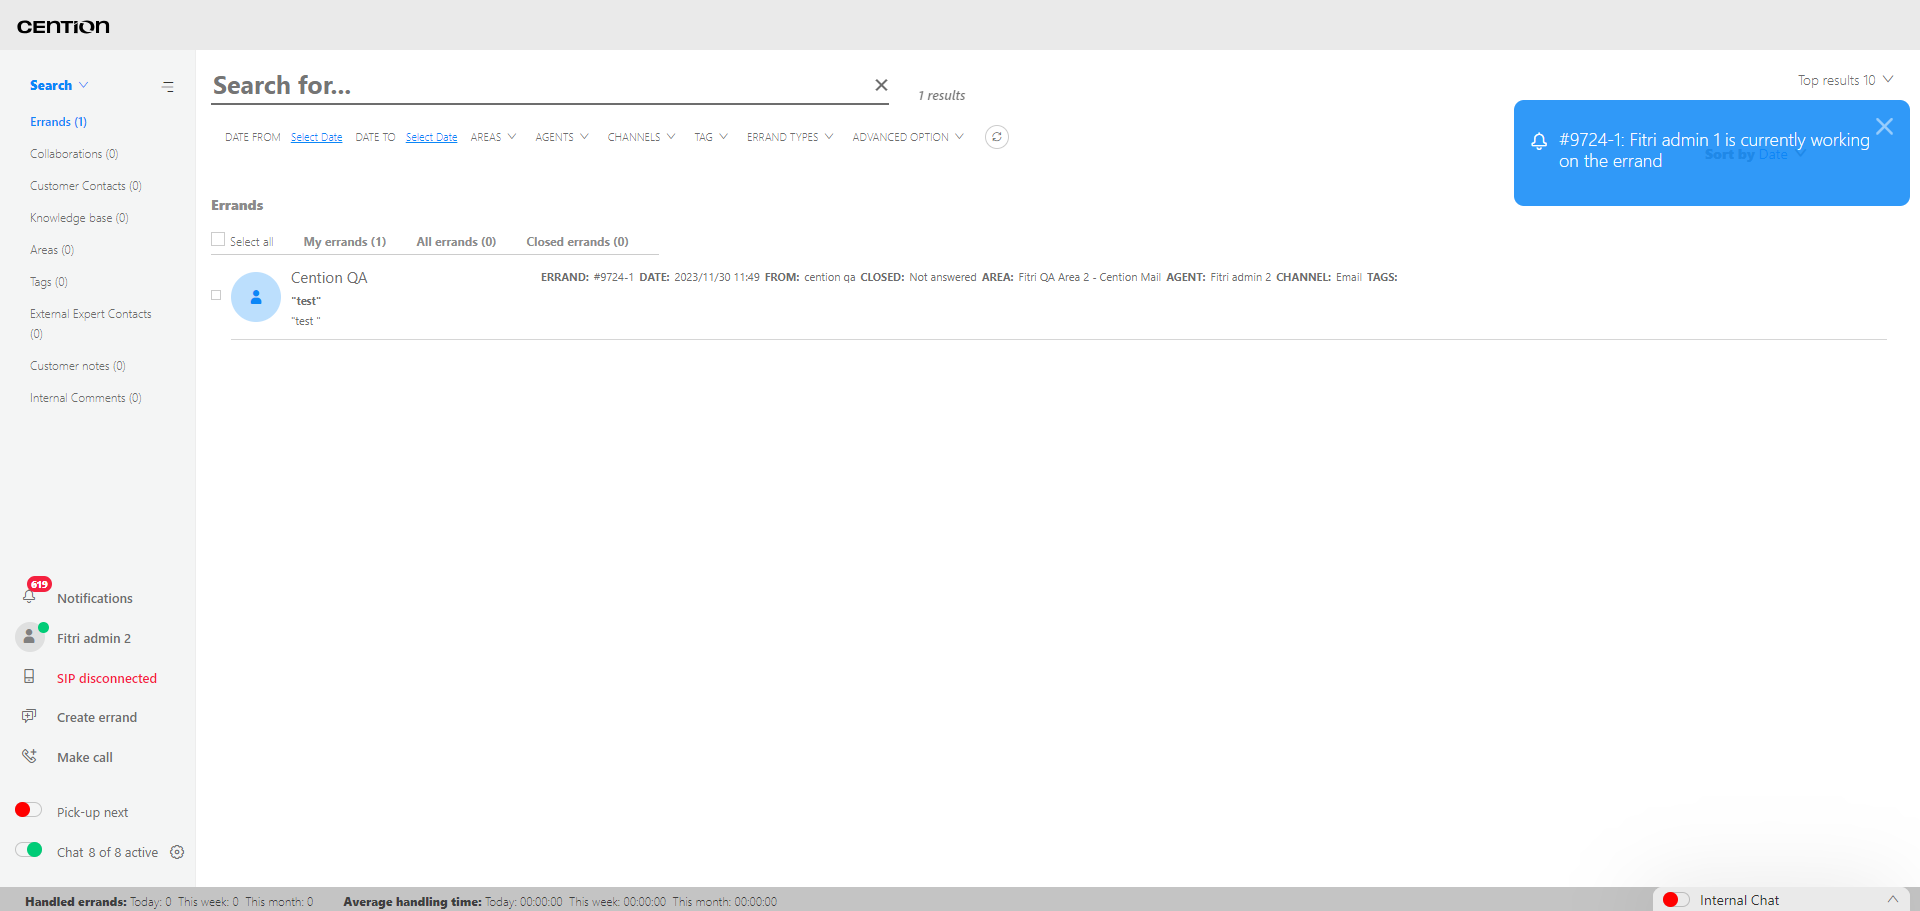 CENTION
Search
Errands (1)
Collaborations (0)
Customer Contacts (0)
Knowledge base (0)
Areas (0)
Tags (0)
External Expert Contacts
(0)
Customer notes (0)
Internal Comments (0)
619
Notifications
Fitri admin 2
SIP disconnected
Create errand
Make call
Pick-up next
Chat 8 of 8 active
Search for...
1 results
Top results 10
DATE FROM Select Date DATE TO Select Date AREAS AGENTS CHANNELS TAG ERRAND TYPES ADVANCED OPTION
#9724-1: Fitri admin 1 is currently working
on the errand
Sort by Date
Errands
Select all My errands (1) All errands (0) Closed errands (0)
Cention QA
"test"
"test "
ERRAND: #9724-1 DATE: 2023/11/30 11:49 FROM: cention qa CLOSED: Not answered AREA: Fitri QA Area 2 - Cention Mail AGENT: Fitri admin 2 CHANNEL: Email TAGS:
Handled errands: Today: 0 This week: 0 This month: 0 Average handling time: Today: 00:00:00 This week: 00:00:00 This month: 00:00:00
Internal Chat